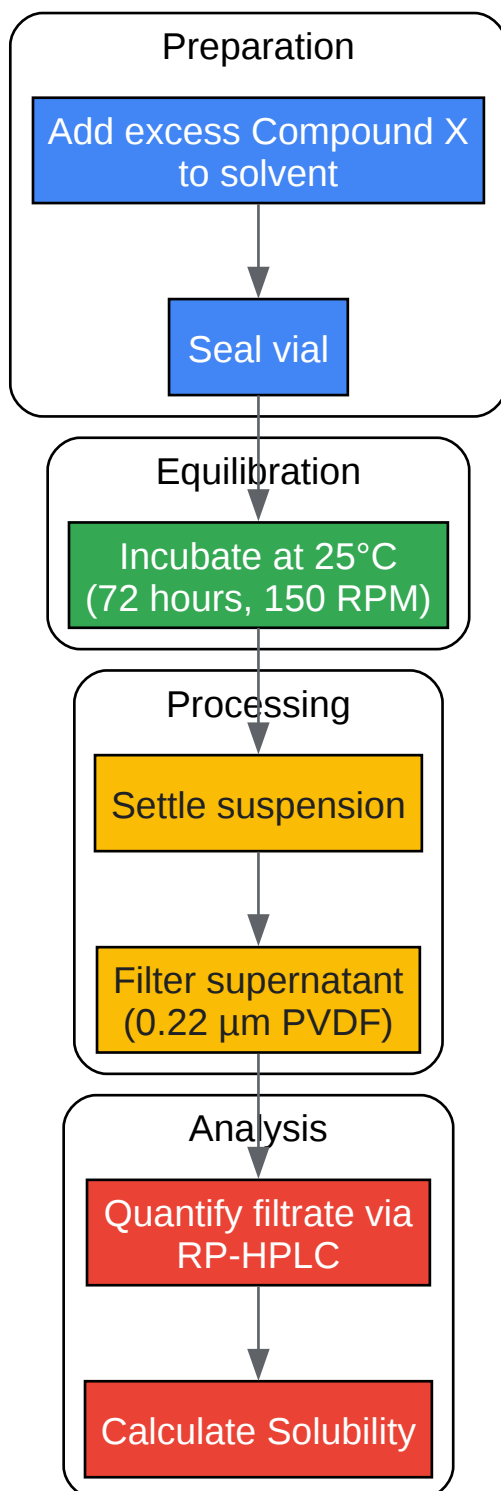 Preparation
Add excess Compound X
to solvent
Seal vial
Equilibration
Incubate at 25°C
(72 hours, 150 RPM)
Processing
Settle suspension
Filter supernatant
(0.22 µm PVDF)
Analysis
Quantify filtrate via
RP-HPLC
Calculate Solubility